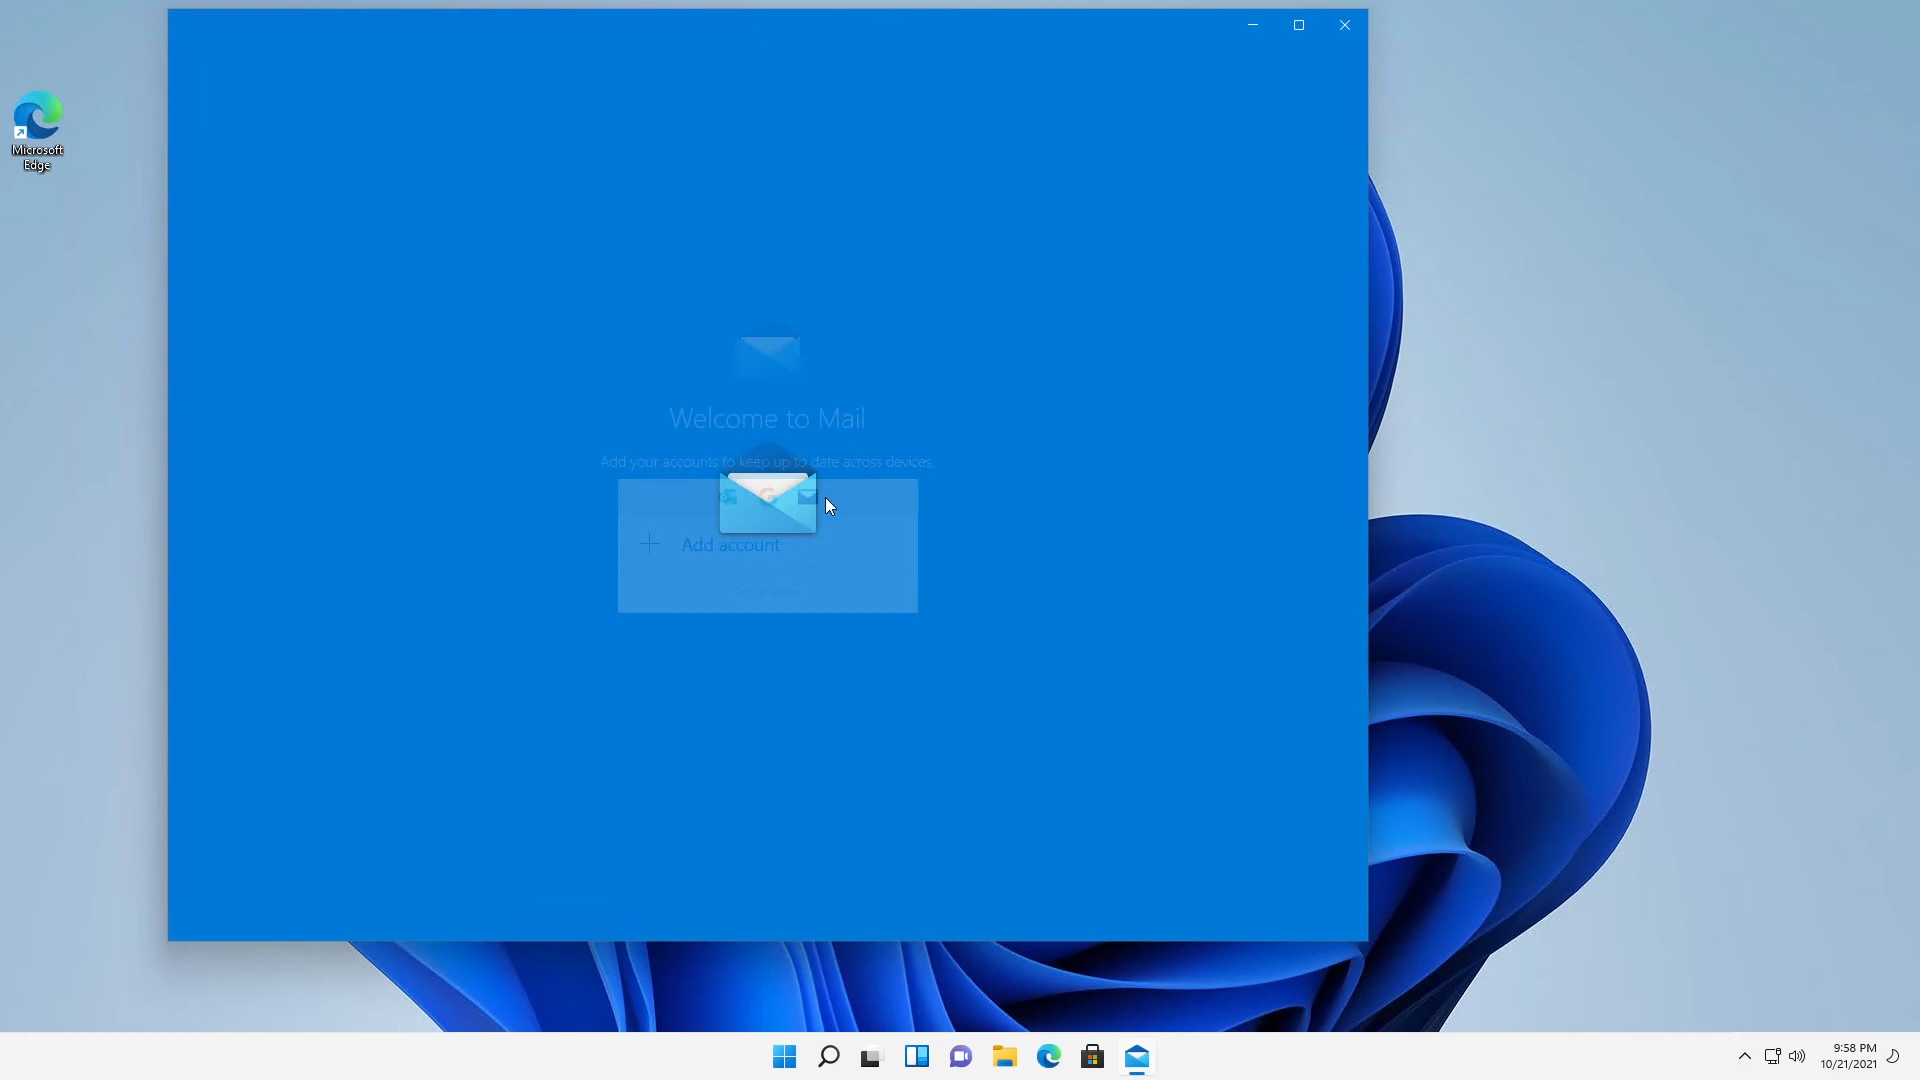 Microsoft
Edge
Welcome to Mail
Add your accounts to keep up to date across devices.
Add account
9:58 PM
10/21/2021